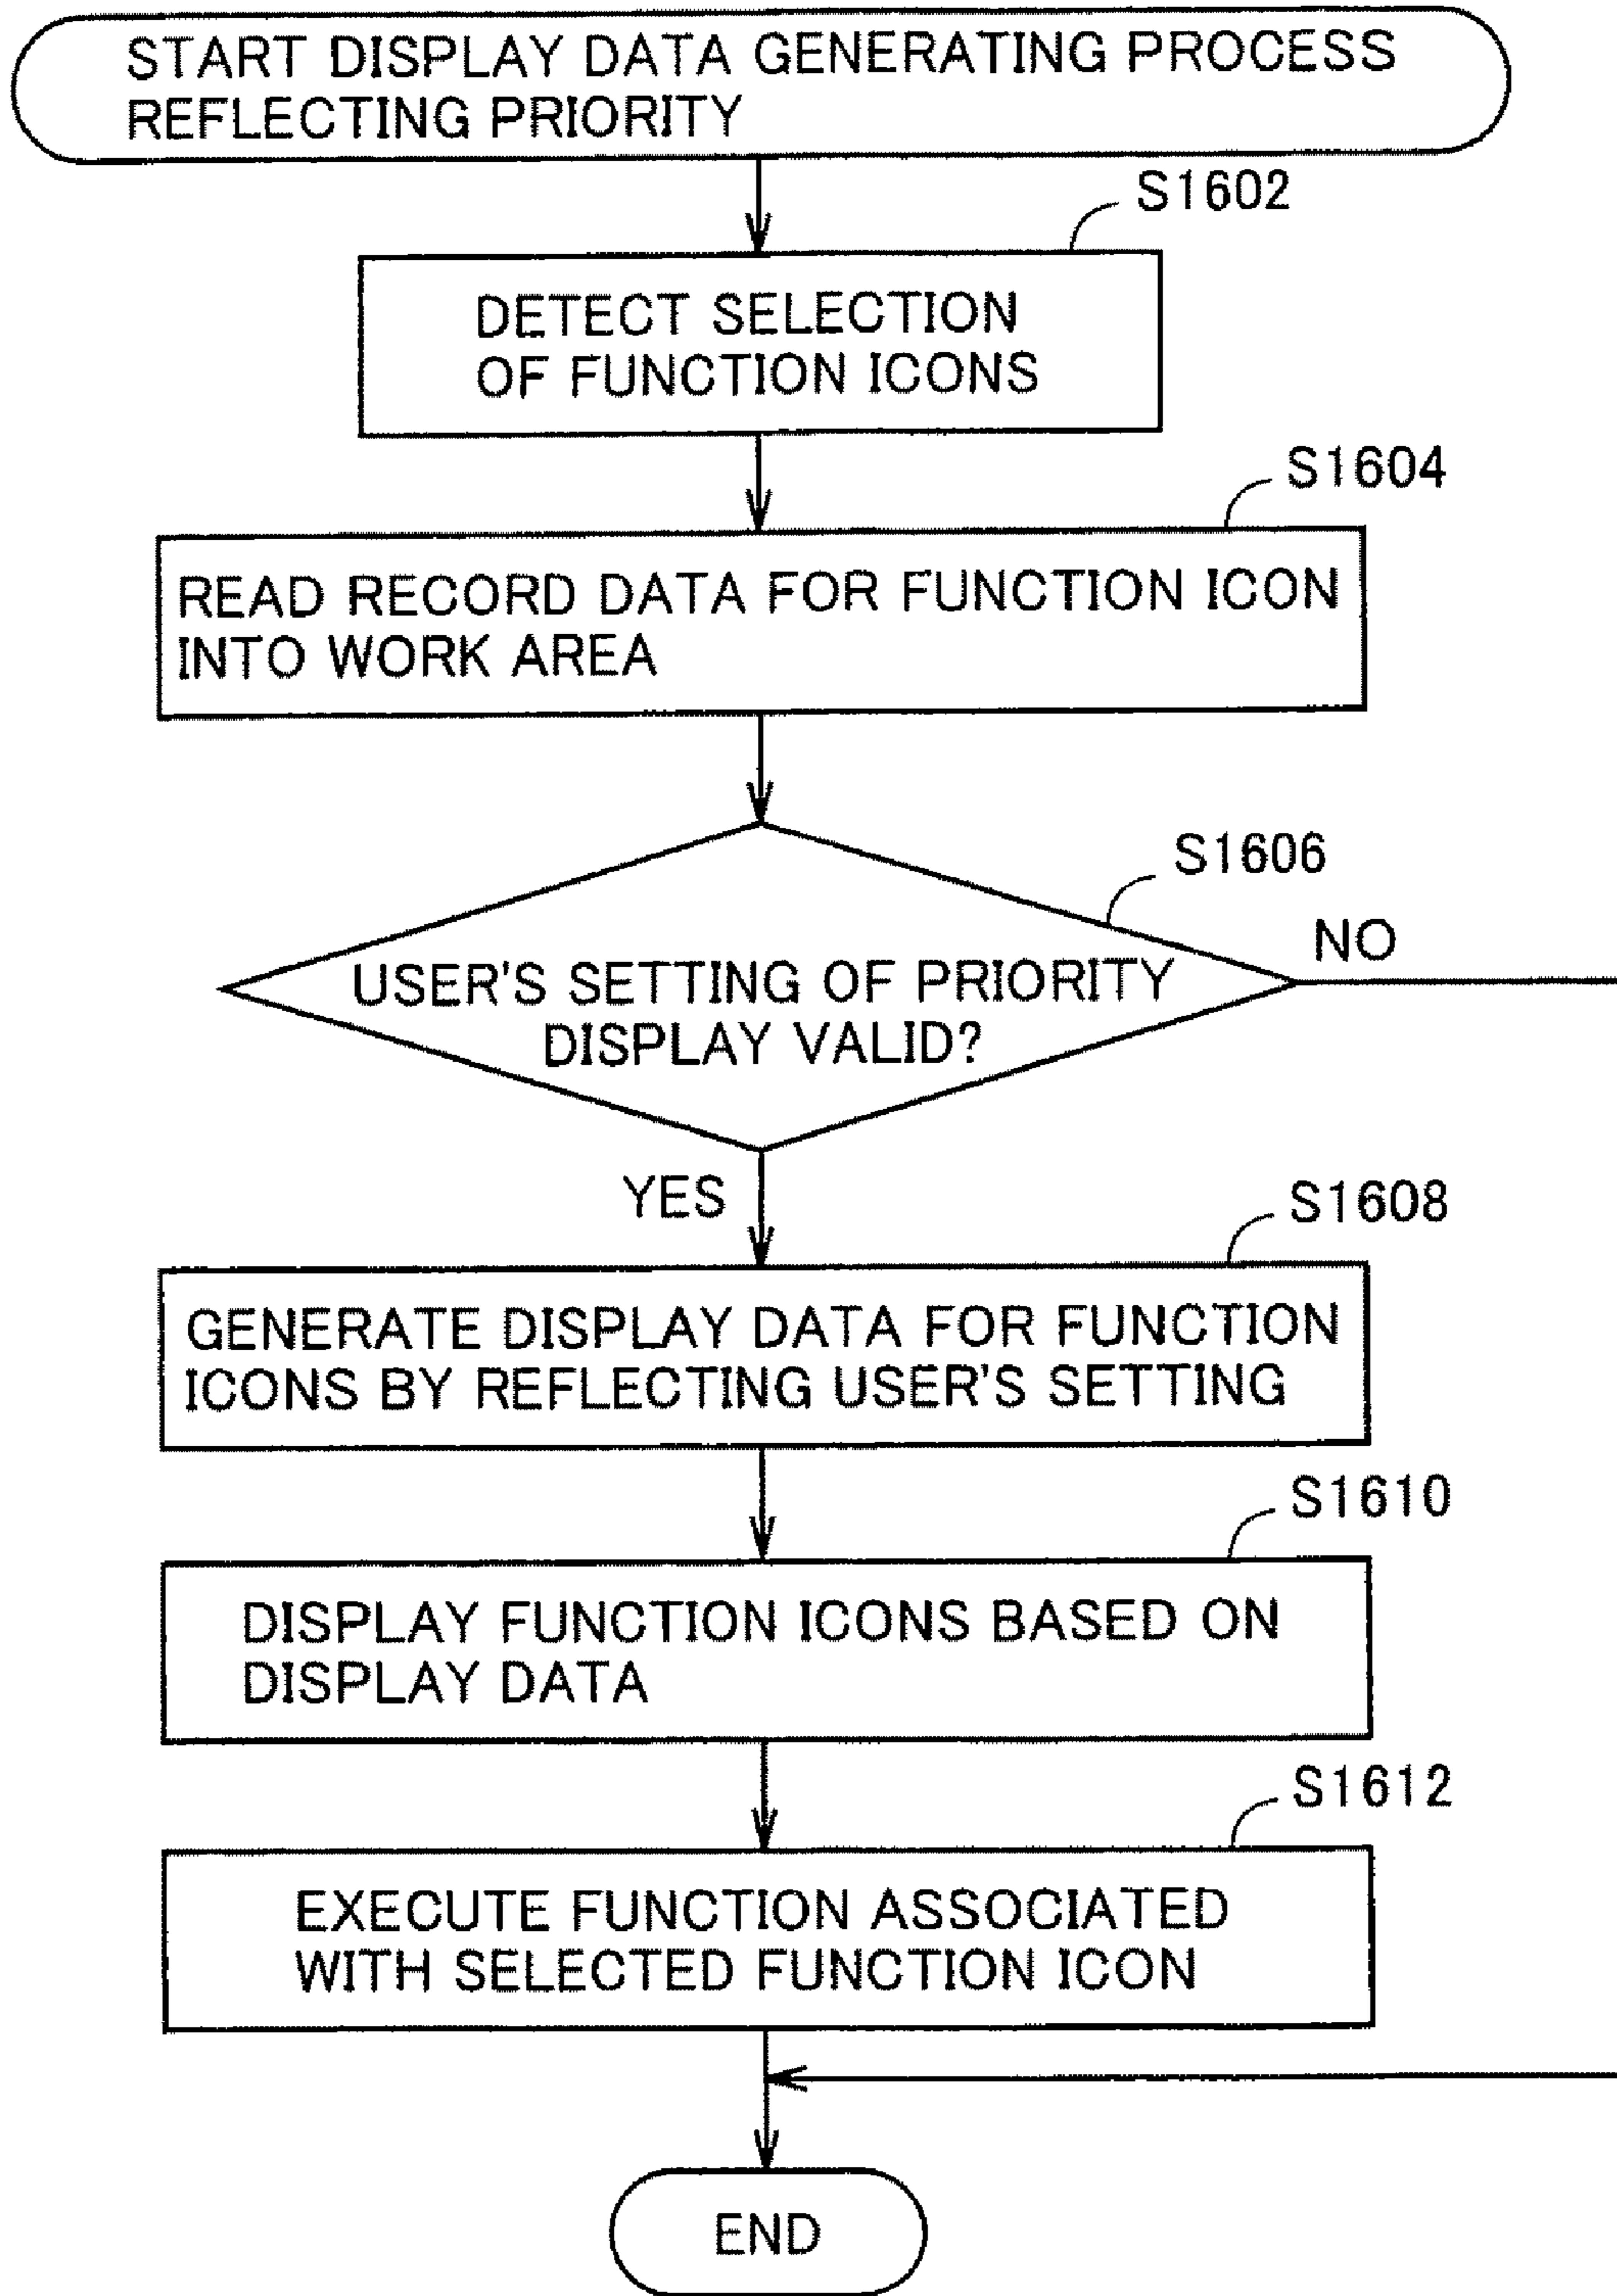 START DISPLAY DATA GENERATING PROCESS
REFLECTING PRIORITY
S1602
DETECT SELECTION
OF FUNCTION ICONS
S1604
READ RECORD DATA FOR FUNCTION ICON
INTO WORK AREA
S1606
NO
USER'S SETTING OF PRIORITY
DISPLAY VALID?
YES
S1608
GENERATE DISPLAY DATA FOR FUNCTION
ICONS BY REFLECTING USER'S SETTING
S1610
DISPLAY FUNCTION ICONS BASED ON
DISPLAY DATA
S1612
EXECUTE FUNCTION ASSOCIATED
WITH SELECTED FUNCTION ICON
END